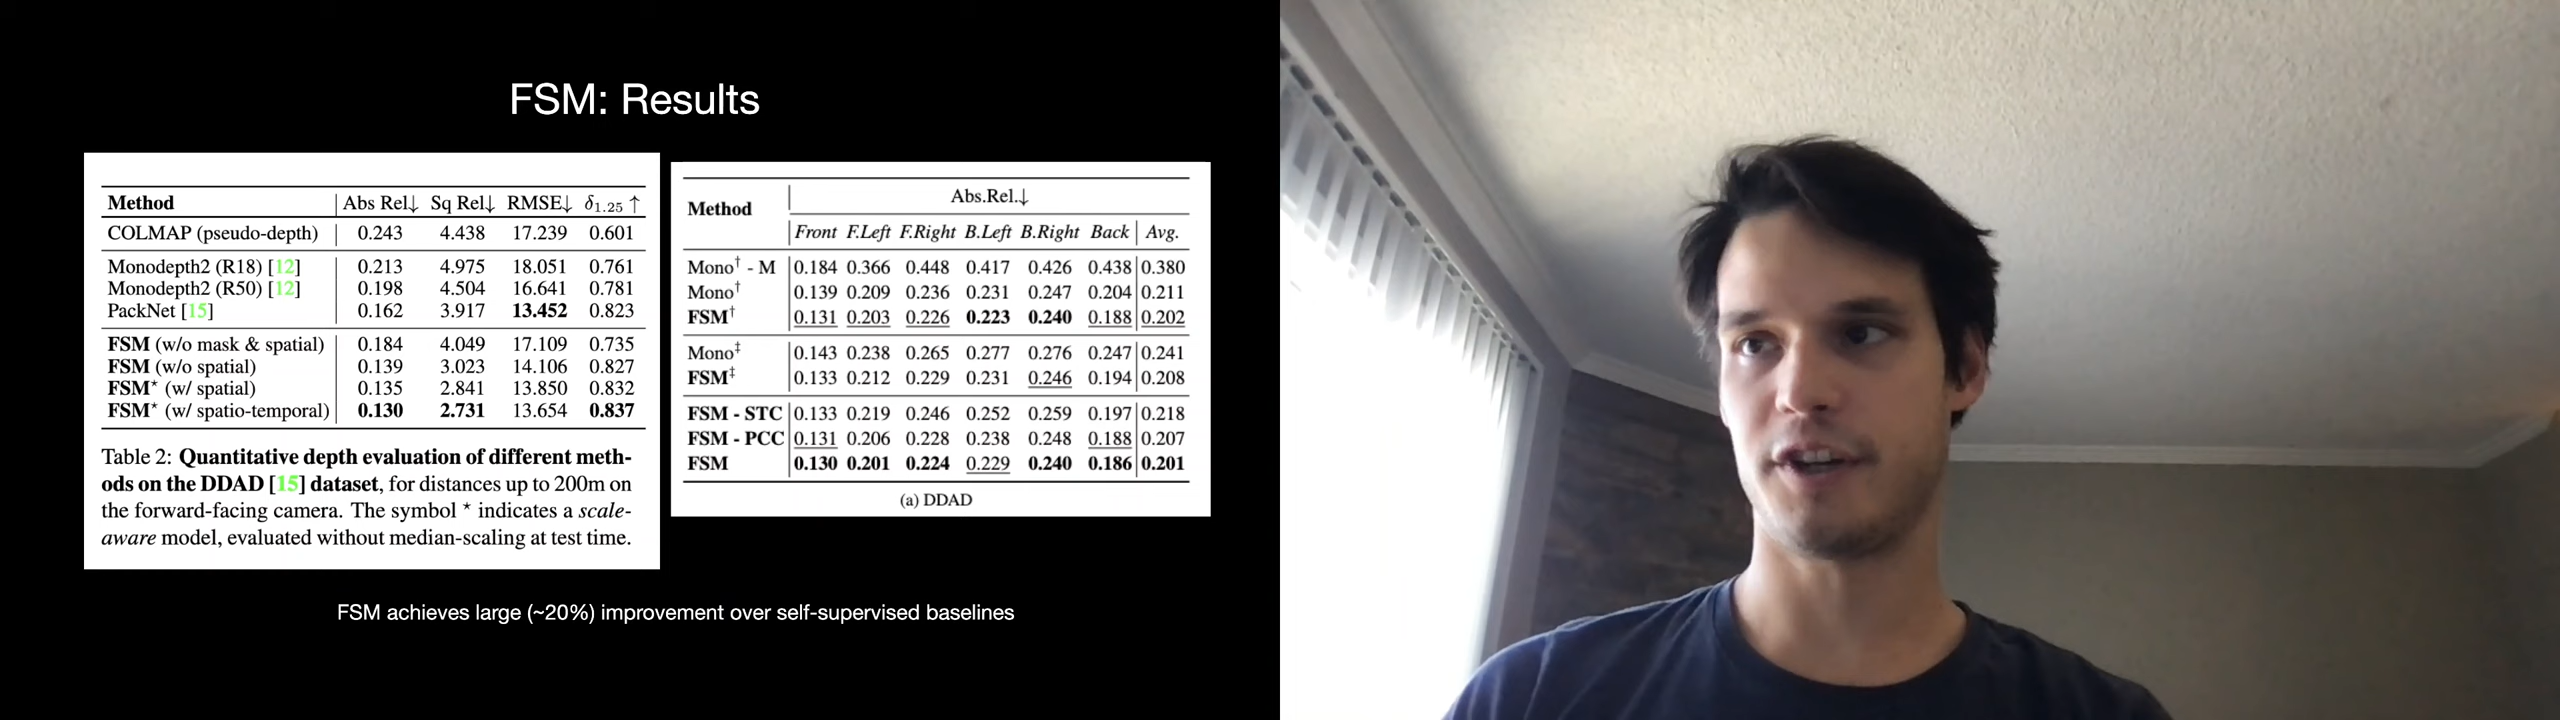 FSM: Results
Method Abs Rel↓ Sq Rel↓ RMSE↓ δ1.25 ↑
COLMAP (pseudo-depth) 0.243 4.438 17.239 0.601
Monodepth2 (R18) [12] 0.213 4.975 18.051 0.761
Monodepth2 (R50) [12] 0.198 4.504 16.641 0.781
PackNet [15] 0.162 3.917 13.452 0.823
FSM (w/o mask & spatial) 0.184 4.049 17.109 0.735
FSM (w/o spatial) 0.139 3.023 14.106 0.827
FSM* (w/ spatial) 0.135 2.841 13.850 0.832
FSM* (w/ spatio-temporal) 0.130 2.731 13.654 0.837
Table 2: Quantitative depth evaluation of different meth-
ods on the DDAD [15] dataset, for distances up to 200m on
the forward-facing camera. The symbol * indicates a scale-
aware model, evaluated without median-scaling at test time.
Method Abs.Rel.↓
Front F.Left F.Right B.Left B.Right Back Avg.
Mono† - M 0.184 0.366 0.448 0.417 0.426 0.438 0.380
Mono† 0.139 0.209 0.236 0.231 0.247 0.204 0.211
FSM† 0.131 0.203 0.226 0.223 0.240 0.188 0.202
Mono‡ 0.143 0.238 0.265 0.277 0.276 0.247 0.241
FSM‡ 0.133 0.212 0.229 0.231 0.246 0.194 0.208
FSM - STC 0.133 0.219 0.246 0.252 0.259 0.197 0.218
FSM - PCC 0.131 0.206 0.228 0.238 0.248 0.188 0.207
FSM 0.130 0.201 0.224 0.229 0.240 0.186 0.201
(a) DDAD
FSM achieves large (~20%) improvement over self-supervised baselines